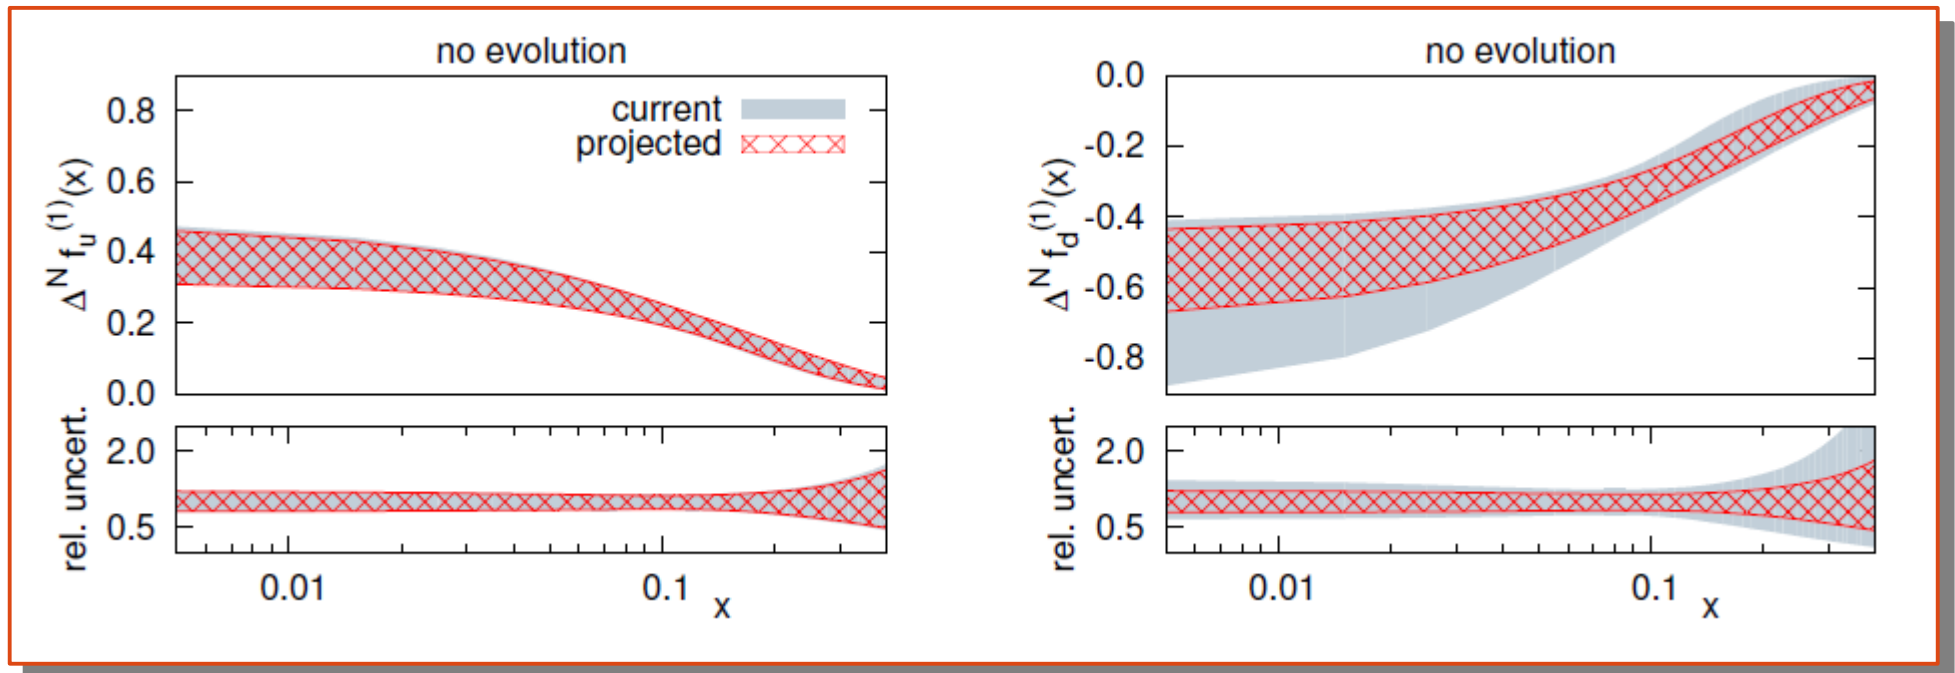 no evolution
current
projected
Δ^N f_u^(1)(x)
0.8
0.6
0.4
0.2
0.0
rel. uncert.
2.0
0.5
0.01
0.1
x
no evolution
Δ^N f_d^(1)(x)
0.0
-0.2
-0.4
-0.6
-0.8
rel. uncert.
2.0
0.5
0.01
0.1
x